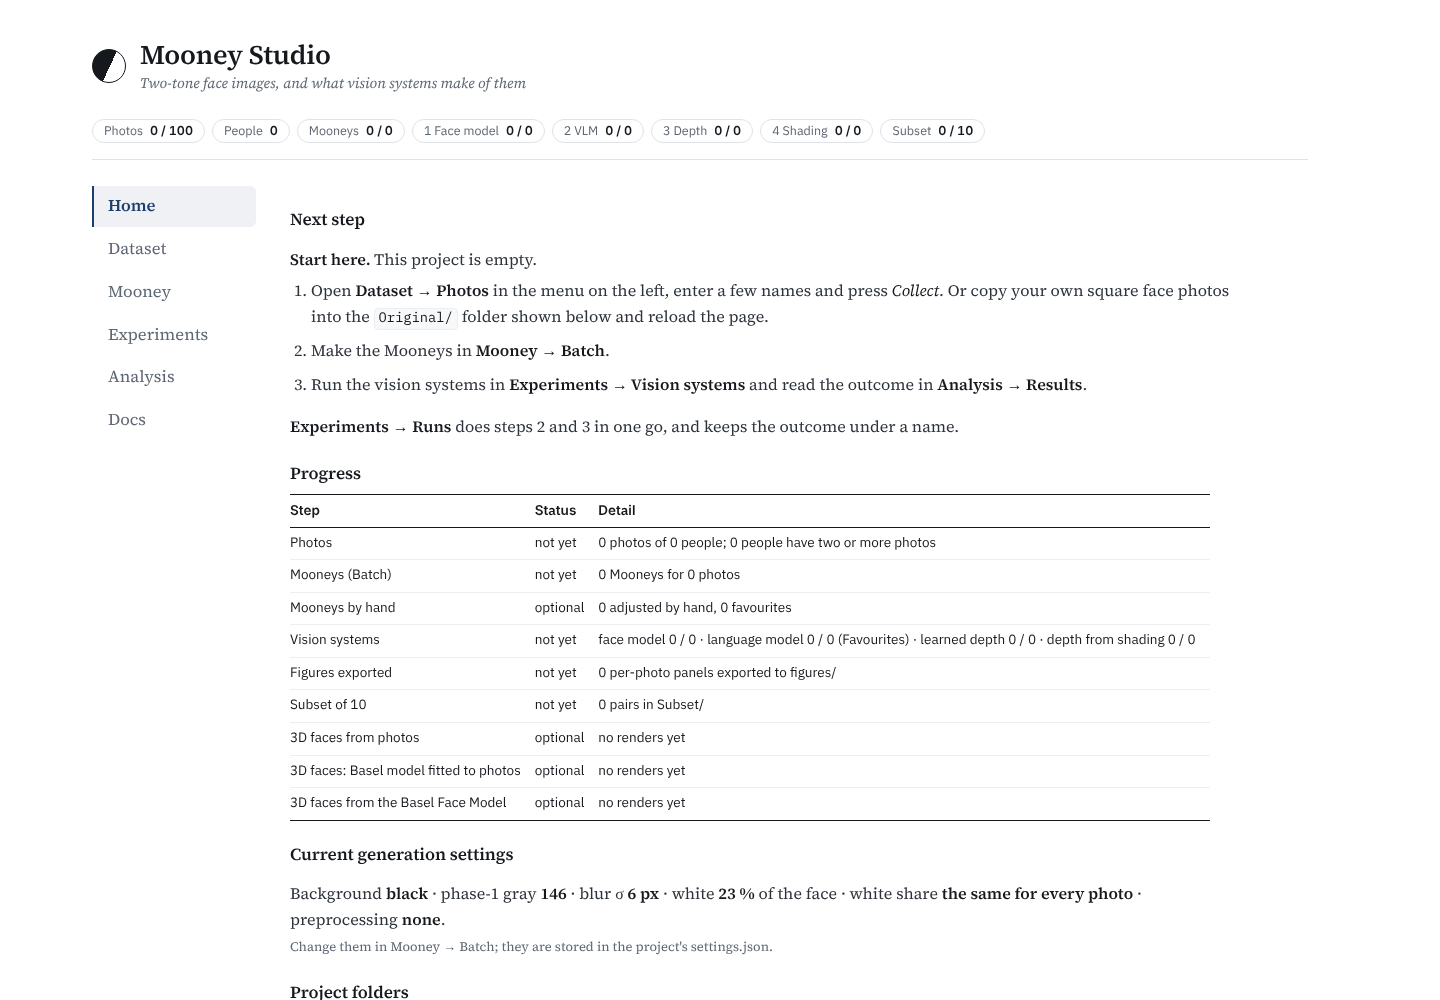 Mooney Studio
Two-tone face images, and what vision systems make of them
Photos 0 / 100 People 0 Mooneys 0 / 0 1 Face model 0 / 0 2 VLM 0 / 0 3 Depth 0 / 0 4 Shading 0 / 0 Subset 0 / 10
Home
Dataset
Mooney
Experiments
Analysis
Docs
Next step
Start here. This project is empty.
1. Open Dataset → Photos in the menu on the left, enter a few names and press Collect. Or copy your own square face photos
into the Original/ folder shown below and reload the page.
2. Make the Mooneys in Mooney → Batch.
3. Run the vision systems in Experiments → Vision systems and read the outcome in Analysis → Results.
Experiments → Runs does steps 2 and 3 in one go, and keeps the outcome under a name.
Progress
Step Status Detail
Photos not yet 0 photos of 0 people; 0 people have two or more photos
Mooneys (Batch) not yet 0 Mooneys for 0 photos
Mooneys by hand optional 0 adjusted by hand, 0 favourites
Vision systems not yet face model 0 / 0 · language model 0 / 0 (Favourites) · learned depth 0 / 0 · depth from shading 0 / 0
Figures exported not yet 0 per-photo panels exported to figures/
Subset of 10 not yet 0 pairs in Subset/
3D faces from photos optional no renders yet
3D faces: Basel model fitted to photos optional no renders yet
3D faces from the Basel Face Model optional no renders yet
Current generation settings
Background black · phase-1 gray 146 · blur σ 6 px · white 23 % of the face · white share the same for every photo ·
preprocessing none.
Change them in Mooney → Batch; they are stored in the project's settings.json.
Project folders